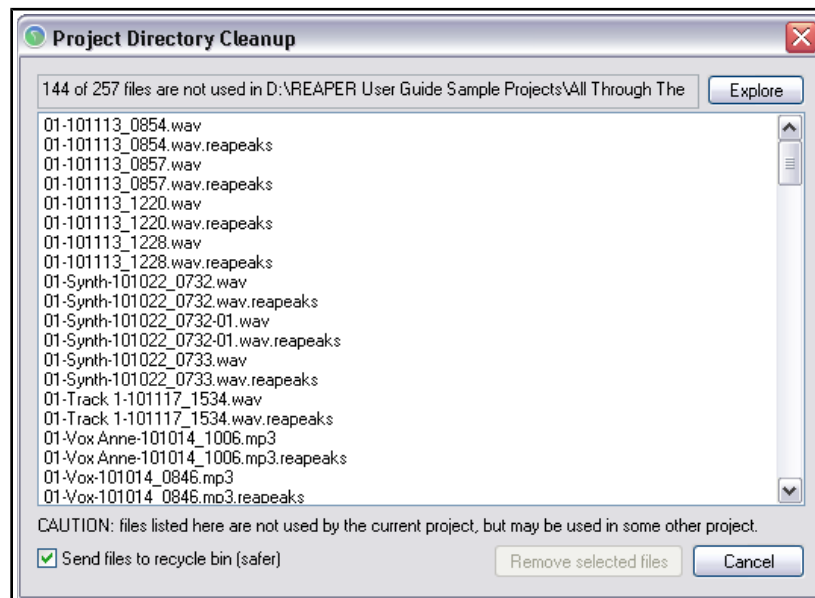 Project Directory Cleanup
144 of 257 files are not used in D:\REAPER User Guide Sample Projects\All Through The
Explore
01-101113_0854.wav
01-101113_0854.wav.reapeaks
01-101113_0857.wav
01-101113_0857.wav.reapeaks
01-101113_1220.wav
01-101113_1220.wav.reapeaks
01-101113_1228.wav
01-101113_1228.wav.reapeaks
01-Synth-101022_0732.wav
01-Synth-101022_0732.wav.reapeaks
01-Synth-101022_0732-01.wav
01-Synth-101022_0732-01.wav.reapeaks
01-Synth-101022_0733.wav
01-Synth-101022_0733.wav.reapeaks
01-Track 1-101117_1534.wav
01-Track 1-101117_1534.wav.reapeaks
01-Vox Anne-101014_1006.mp3
01-Vox Anne-101014_1006.mp3.reapeaks
01-Vox-101014_0846.mp3
01-Vox-101014_0846.mp3.reapeaks
CAUTION: files listed here are not used by the current project, but may be used in some other project.
Send files to recycle bin (safer)
Remove selected files
Cancel